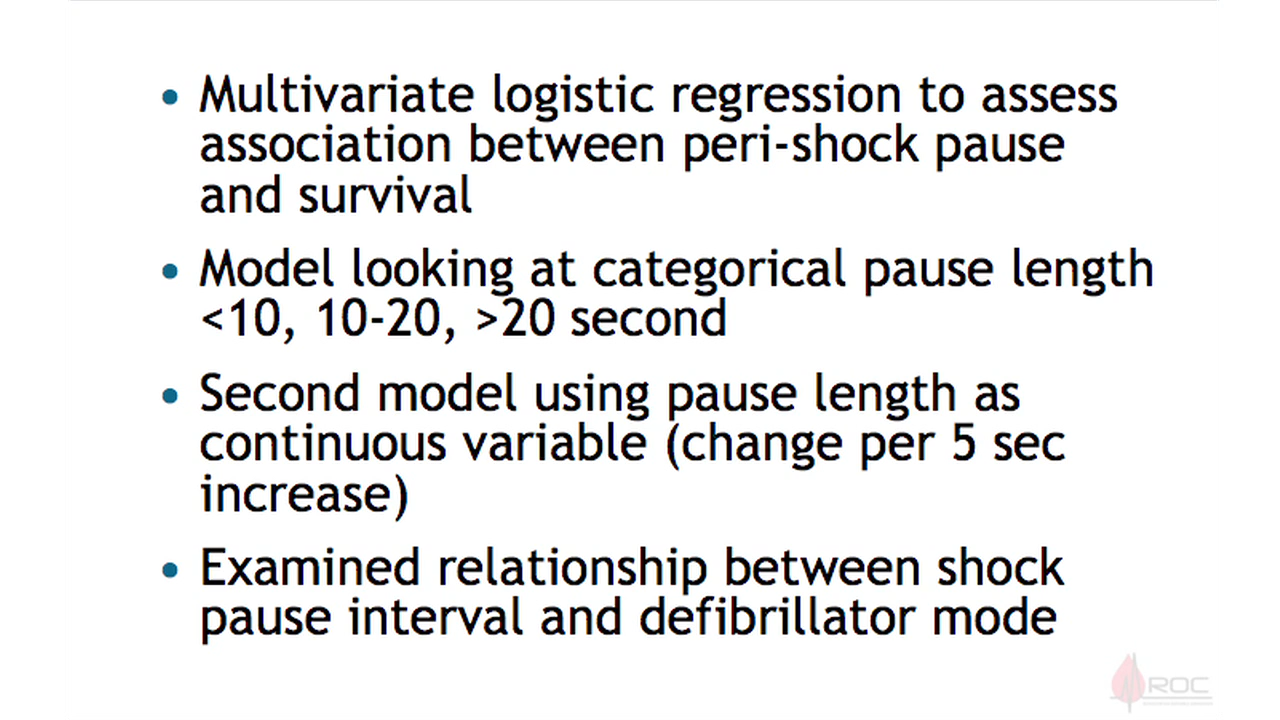 • Multivariate logistic regression to assess
association between peri-shock pause
and survival
• Model looking at categorical pause length
<10, 10-20, >20 second
• Second model using pause length as
continuous variable (change per 5 sec
increase)
• Examined relationship between shock
pause interval and defibrillator mode
ROC